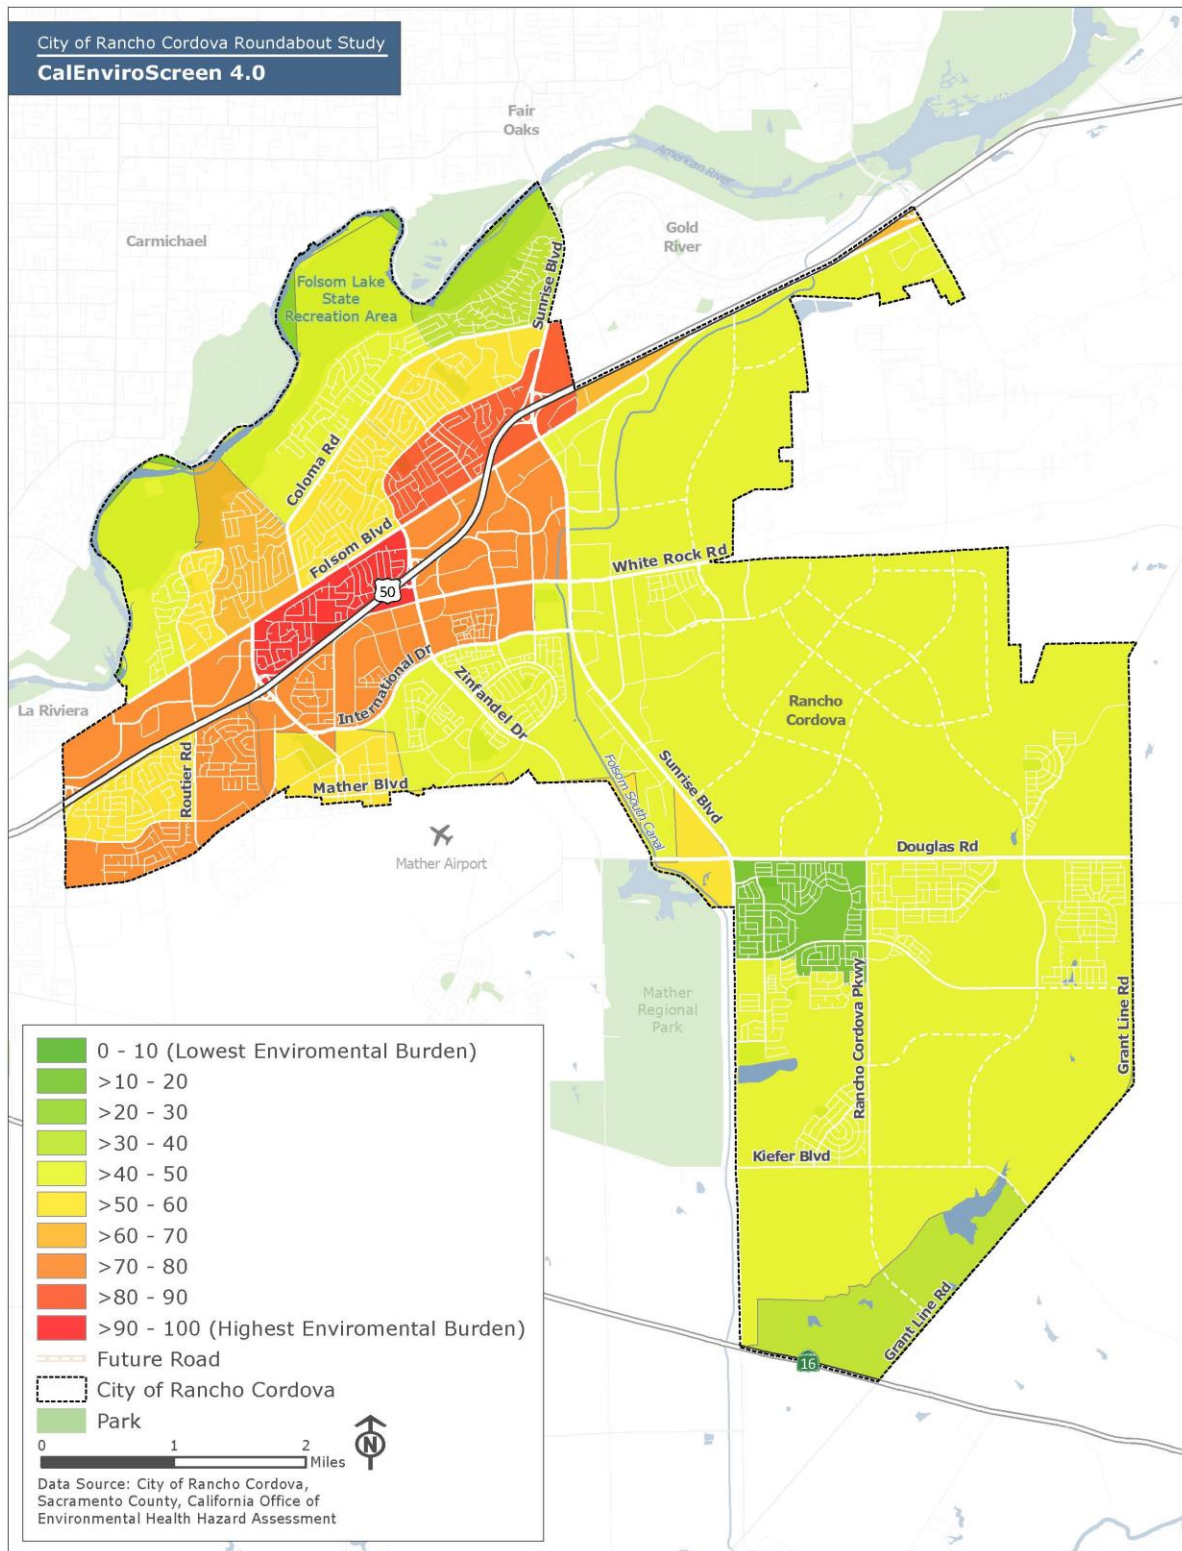 City of Rancho Cordova Roundabout Study
CalEnviroScreen 4.0
Fair
Oaks
American River
Carmichael
Gold
River
Folsom Lake
State
Recreation Area
Sunrise Blvd
Coloma Rd
Folsom Blvd
White Rock Rd
50
International Dr
Zinfandel Dr
La Riviera
Rancho
Cordova
Routier Rd
Mather Blvd
Folsom South Canal
Sunrise Blvd
Mather Airport
Douglas Rd
Mather
Regional
Park
Rancho Cordova Pkwy
Grant Line Rd
Kiefer Blvd
Grant Line Rd
16
0 - 10 (Lowest Enviromental Burden)
>10 - 20
>20 - 30
>30 - 40
>40 - 50
>50 - 60
>60 - 70
>70 - 80
>80 - 90
>90 - 100 (Highest Enviromental Burden)
Future Road
City of Rancho Cordova
Park
0 1 2
Miles
N
Data Source: City of Rancho Cordova,
Sacramento County, California Office of
Environmental Health Hazard Assessment